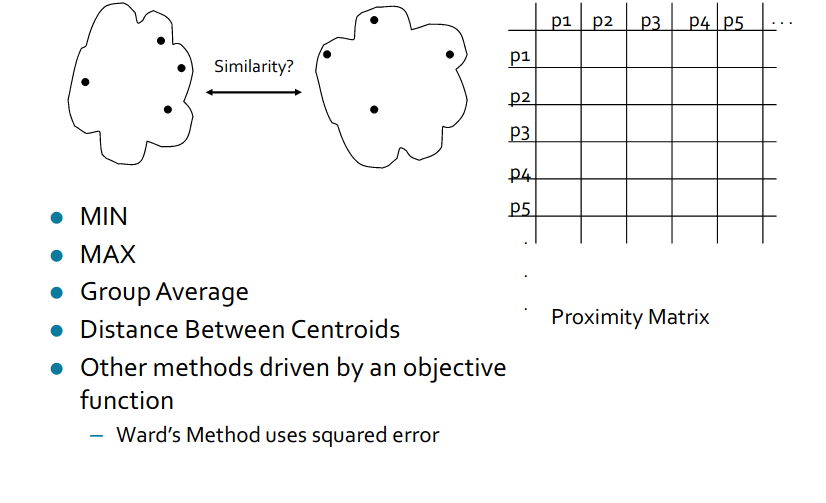 Similarity?
p1 p2 p3 p4 p5 . . .
p1
p2
p3
p4
p5
.
.
.
Proximity Matrix
● MIN
● MAX
● Group Average
● Distance Between Centroids
● Other methods driven by an objective
function
– Ward’s Method uses squared error